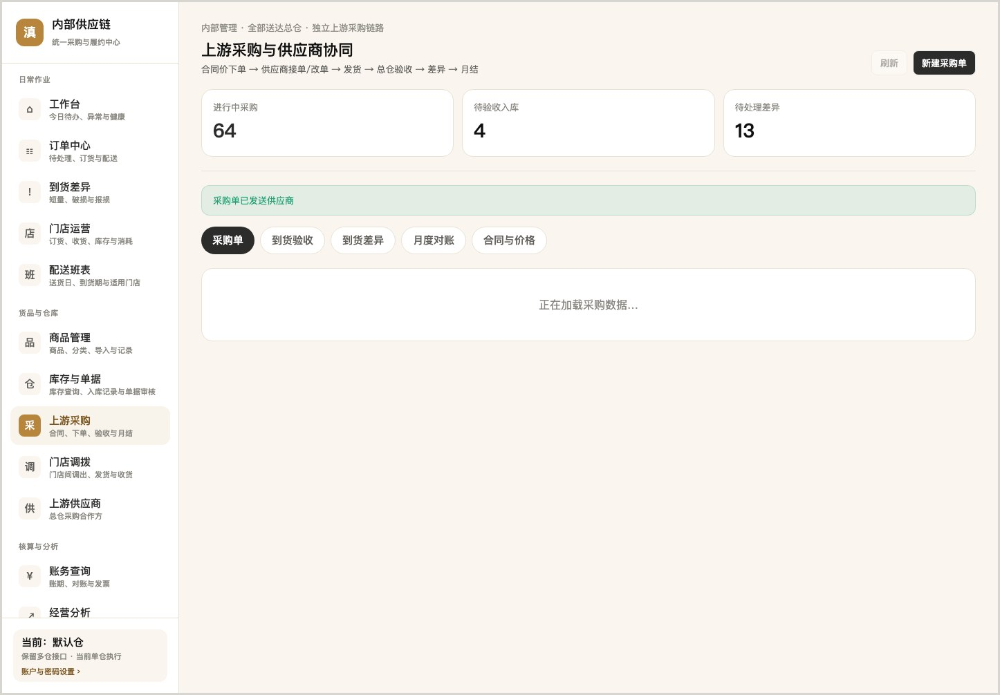 滇
内部供应链
统一采购与履约中心
日常作业
⌂
工作台
今日待办、异常与健康
☷
订单中心
待处理、订货与配送
!
到货差异
短量、破损与报损
店
门店运营
订货、收货、库存与消耗
班
配送班表
送货日、到货期与适用门店
货品与仓库
品
商品管理
商品、分类、导入与记录
仓
库存与单据
库存查询、入库记录与单据审核
采
上游采购
合同、下单、验收与月结
调
门店调拨
门店间调出、发货与收货
供
上游供应商
总仓采购合作方
核算与分析
¥
账务查询
账期、对账与发票
↗
经营分析
当前：默认仓
保留多仓接口 · 当前单仓执行
账户与密码设置 ›
内部管理 · 全部送达总仓 · 独立上游采购链路
上游采购与供应商协同
合同价下单 → 供应商接单/改单 → 发货 → 总仓验收 → 差异 → 月结
刷新
新建采购单
进行中采购
64
待验收入库
4
待处理差异
13
采购单已发送供应商
采购单
到货验收
到货差异
月度对账
合同与价格
正在加载采购数据…